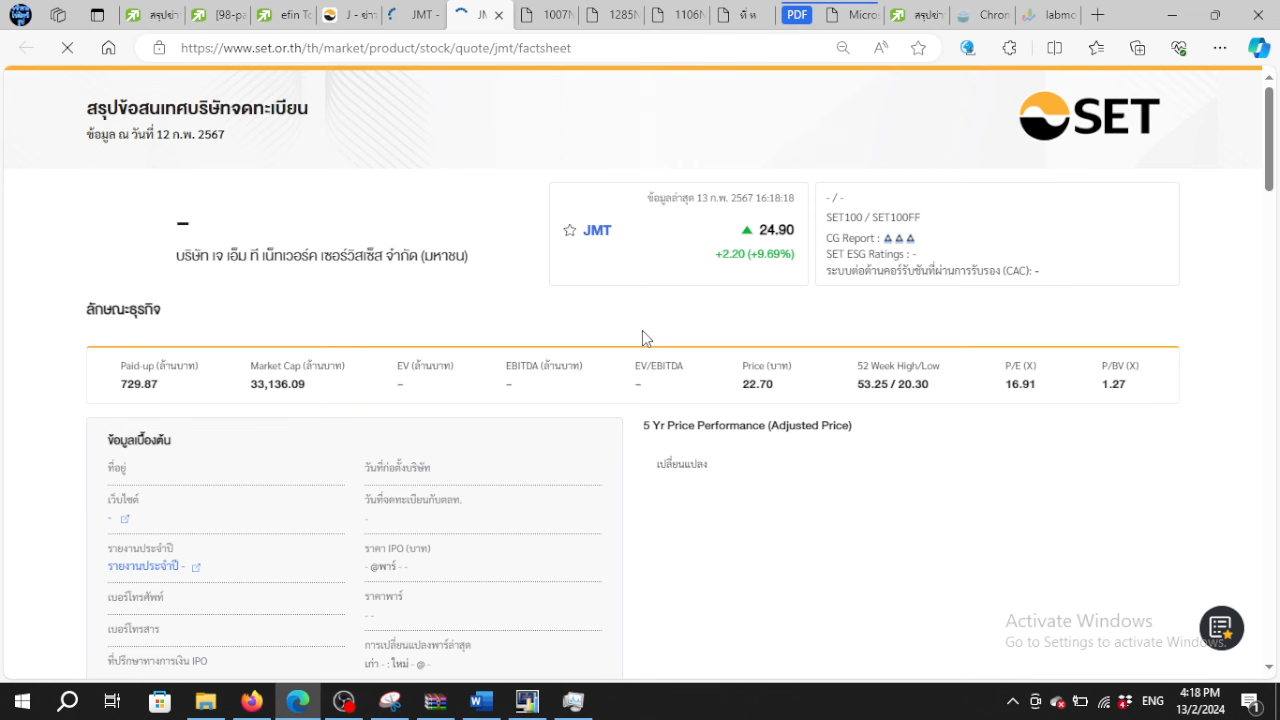 สรุปข้
[98-ς
efin Tc
JMT -
JM
1007N
1285N
1106N
PDF
Micro
สรุปข้
Chron
labmc
https://www.set.or.th/th/market/product/stock/quote/jmt/factsheet
สรุปข้อสนเทศบริษัทจดทะเบียน
ข้อมูล ณ วันที่ 12 ก.พ. 2567
SET
-
บริษัท เจ เอ็ม ที เน็ทเวอร์ค เซอร์วิสเซ็ส จำกัด (มหาชน)
ข้อมูลล่าสุด 13 ก.พ. 2567 16:18:18
JMT 24.90
+2.20 (+9.69%)
- / -
SET100 / SET100FF
CG Report :
SET ESG Ratings : -
ระบบต่อต้านคอร์รัปชันที่ผ่านการรับรอง (CAC): -
ลักษณะธุรกิจ
Paid-up (ล้านบาท) Market Cap (ล้านบาท) EV (ล้านบาท) EBITDA (ล้านบาท) EV/EBITDA Price (บาท) 52 Week High/Low P/E (X) P/BV (X)
729.87 33,136.09 - - - 22.70 53.25 / 20.30 16.91 1.27
ข้อมูลเบื้องต้น
ที่อยู่
เว็บไซต์
-
รายงานประจำปี
รายงานประจำปี -
เบอร์โทรศัพท์
เบอร์โทรสาร
ที่ปรึกษาทางการเงิน IPO
วันที่ก่อตั้งบริษัท
วันที่จดทะเบียนกับตลท.
-
ราคา IPO (บาท)
- @พาร์ - -
ราคาพาร์
- -
การเปลี่ยนแปลงพาร์ล่าสุด
เก่า - : ใหม่ - @ -
5 Yr Price Performance (Adjusted Price)
เปลี่ยนแปลง
Activate Windows
Go to Settings to activate Windows.
ENG
4:18 PM
13/2/2024